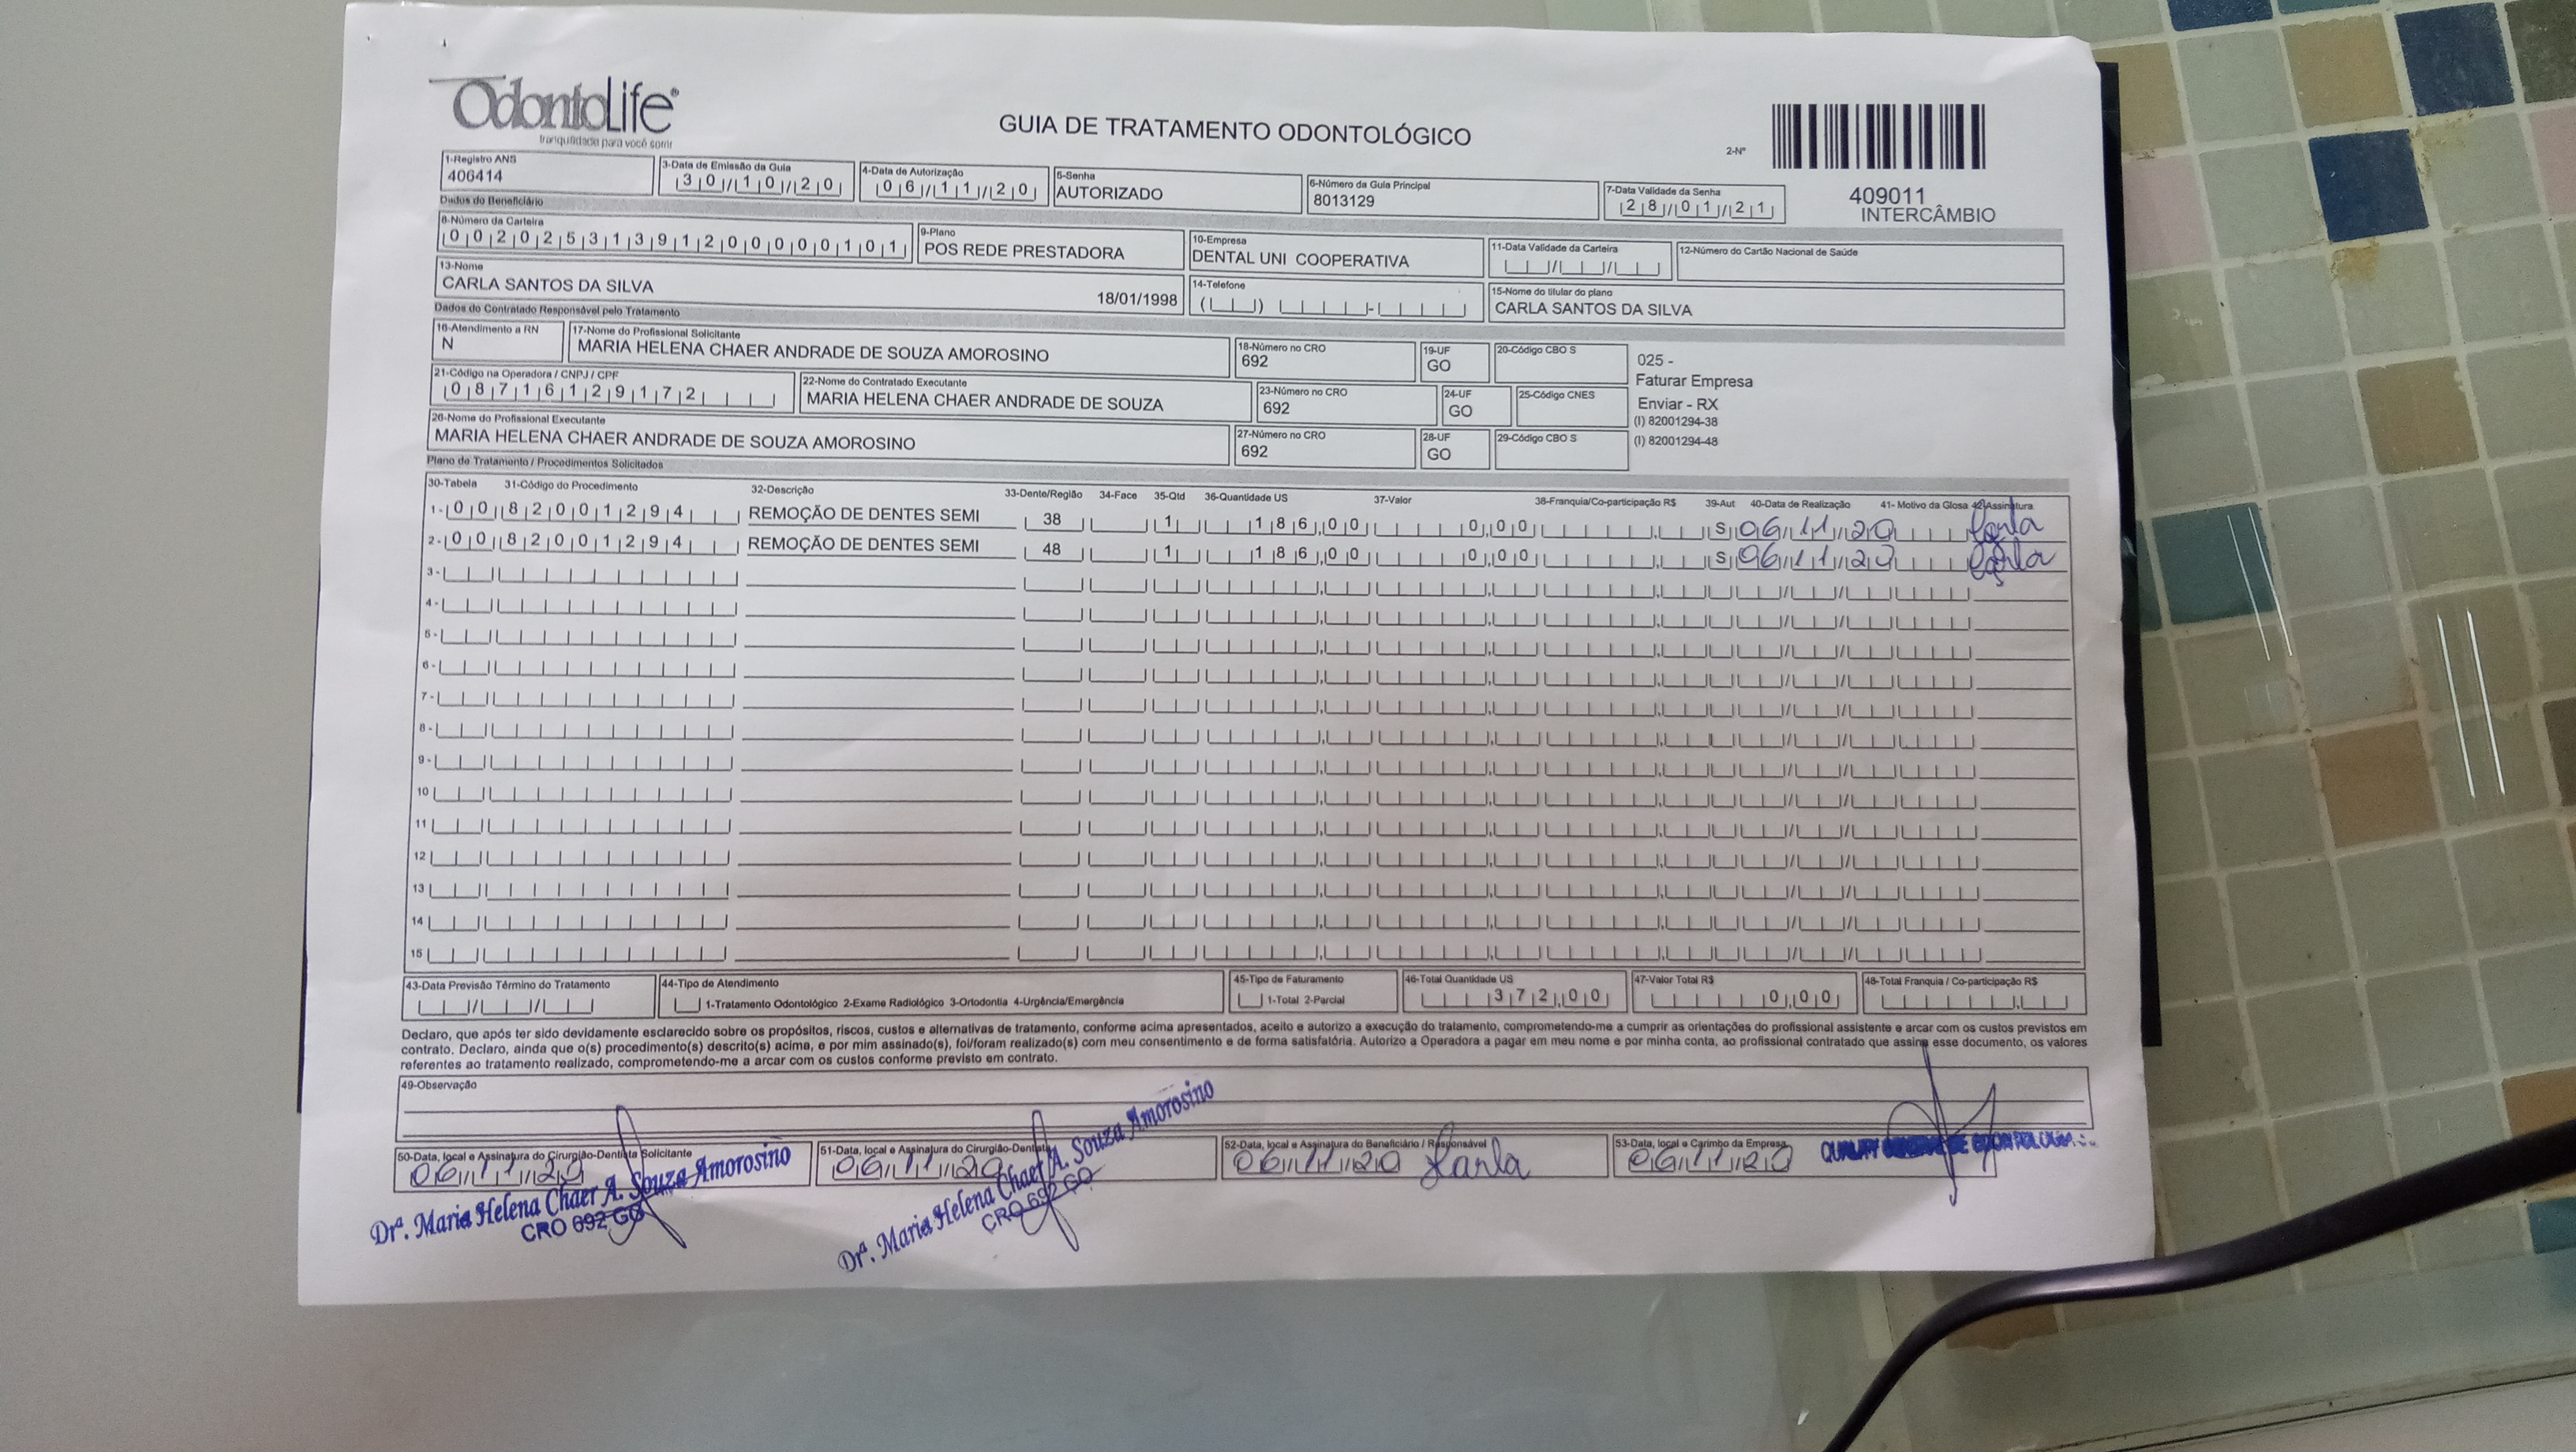 OdontoLife®
tranquilidade para você sorrir
GUIA DE TRATAMENTO ODONTOLÓGICO
2-Nº
409011
INTERCÂMBIO
1-Registro ANS
406414
3-Data de Emissão da Guia
30/10/20
4-Data de Autorização
06/11/20
5-Senha
AUTORIZADO
6-Número da Guia Principal
8013129
7-Data Validade da Senha
28/01/21
Dados do Beneficiário
8-Número da Carteira
00202531391200000101
9-Plano
POS REDE PRESTADORA
10-Empresa
DENTAL UNI COOPERATIVA
11-Data Validade da Carteira
12-Número do Cartão Nacional de Saúde
13-Nome
CARLA SANTOS DA SILVA 18/01/1998
14-Telefone
15-Nome do titular do plano
CARLA SANTOS DA SILVA
Dados do Contratado Responsável pelo Tratamento
16-Atendimento a RN
N
17-Nome do Profissional Solicitante
MARIA HELENA CHAER ANDRADE DE SOUZA AMOROSINO
18-Número no CRO
692
19-UF
GO
20-Código CBO S
025 -
Faturar Empresa
Enviar - RX
(I) 82001294-38
(I) 82001294-48
21-Código na Operadora / CNPJ / CPF
08716129172
22-Nome do Contratado Executante
MARIA HELENA CHAER ANDRADE DE SOUZA
23-Número no CRO
692
24-UF
GO
25-Código CNES
26-Nome do Profissional Executante
MARIA HELENA CHAER ANDRADE DE SOUZA AMOROSINO
27-Número no CRO
692
28-UF
GO
29-Código CBO S
Plano de Tratamento / Procedimentos Solicitados
30-Tabela 31-Código do Procedimento 32-Descrição 33-Dente/Região 34-Face 35-Qtd 36-Quantidade US 37-Valor 38-Franquia/Co-participação R$ 39-Aut 40-Data de Realização 41- Motivo da Glosa 42-Assinatura
1- 00 82001294 REMOÇÃO DE DENTES SEMI 38 1 186,00 0,00 S 06/11/20 Carla
2- 00 82001294 REMOÇÃO DE DENTES SEMI 48 1 186,00 0,00 S 06/11/20 Carla
3-
4-
5-
6-
7-
8-
9-
10
11
12
13
14
15
43-Data Previsão Término do Tratamento
44-Tipo de Atendimento
1-Tratamento Odontológico 2-Exame Radiológico 3-Ortodontia 4-Urgência/Emergência
45-Tipo de Faturamento
1-Total 2-Parcial
46-Total Quantidade US
372,00
47-Valor Total R$
0,00
48-Total Franquia / Co-participação R$
Declaro, que após ter sido devidamente esclarecido sobre os propósitos, riscos, custos e alternativas de tratamento, conforme acima apresentados, aceito e autorizo a execução do tratamento, comprometendo-me a cumprir as orientações do profissional assistente e arcar com os custos previstos em
contrato. Declaro, ainda que o(s) procedimento(s) descrito(s) acima, e por mim assinado(s), foi/foram realizado(s) com meu consentimento e de forma satisfatória. Autorizo a Operadora a pagar em meu nome e por minha conta, ao profissional contratado que assina esse documento, os valores
referentes ao tratamento realizado, comprometendo-me a arcar com os custos conforme previsto em contrato.
49-Observação
50-Data, local e Assinatura do Cirurgião-Dentista Solicitante
06/11/20
Drª. Maria Helena Chaer A. Souza Amorosino
CRO 692 GO
51-Data, local e Assinatura do Cirurgião-Dentista
06/11/20
Drª. Maria Helena Chaer A. Souza Amorosino
CRO 692 GO
52-Data, local e Assinatura do Beneficiário / Responsável
06/11/20 Carla
53-Data, local e Carimbo da Empresa
06/11/20